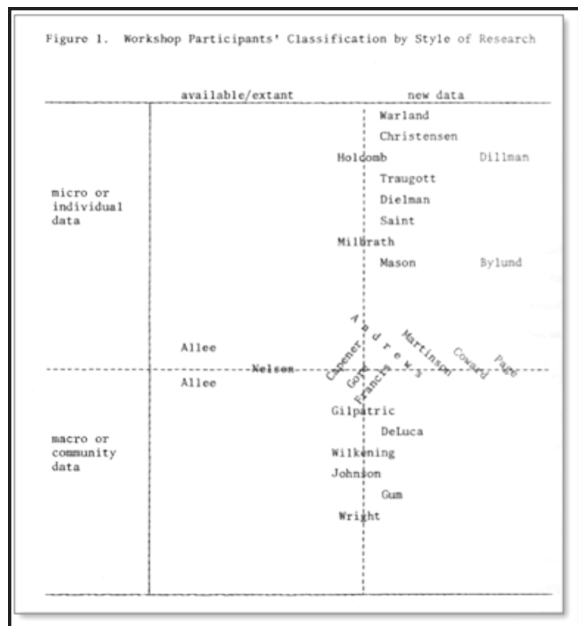 Figure 1. Workshop Participants' Classification by Style of Research
available/extant new data
Warland
Christensen
Holcomb Dillman
Traugott
micro or
individual
data
Dielman
Saint
Milbrath
Mason Bylund
Andrews
Martinson
Coward
Page
Capener
Allee
Nelson
Gore
Francis
Allee
Gilpatric
DeLuca
macro or
community
data
Wilkening
Johnson
Gum
Wright